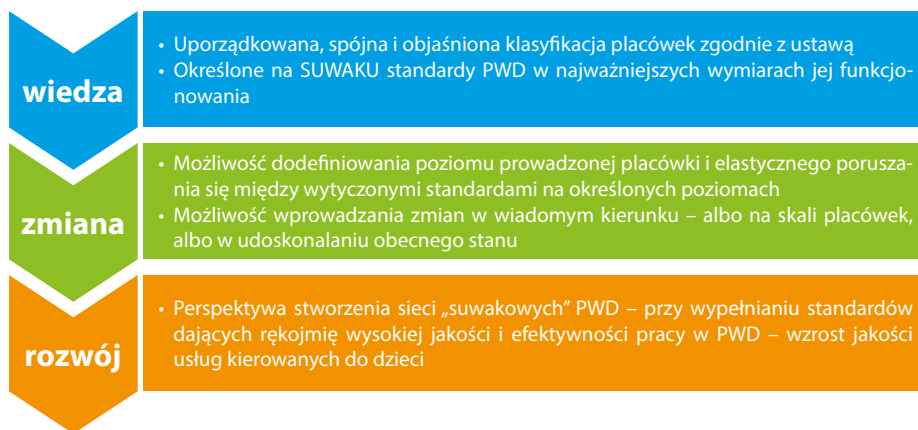 wiedza
• Uporządkowana, spójna i objaśniona klasyfikacja placówek zgodnie z ustawą
• Określone na SUWAKU standardy PWD w najważniejszych wymiarach jej funkcjo-
nowania
zmiana
• Możliwość dodefiniowania poziomu prowadzonej placówki i elastycznego porusza-
nia się między wytyczonymi standardami na określonych poziomach
• Możliwość wprowadzania zmian w wiadomym kierunku – albo na skali placówek,
albo w udoskonalaniu obecnego stanu
rozwój
• Perspektywa stworzenia sieci „suwakowych” PWD – przy wypełnianiu standardów
dających rękojmię wysokiej jakości i efektywności pracy w PWD – wzrost jakości
usług kierowanych do dzieci